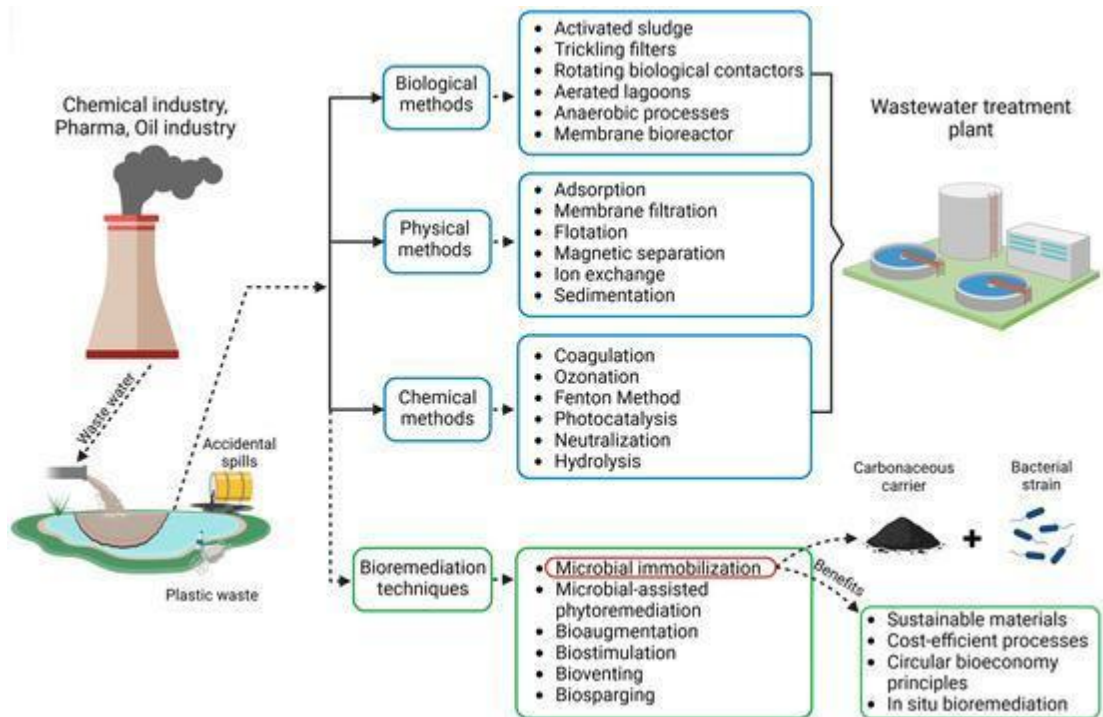 Chemical industry,
Pharma, Oil industry
Waste water
Accidental
spills
Plastic waste
Biological
methods
• Activated sludge
• Trickling filters
• Rotating biological contactors
• Aerated lagoons
• Anaerobic processes
• Membrane bioreactor
Physical
methods
• Adsorption
• Membrane filtration
• Flotation
• Magnetic separation
• Ion exchange
• Sedimentation
Chemical
methods
• Coagulation
• Ozonation
• Fenton Method
• Photocatalysis
• Neutralization
• Hydrolysis
Wastewater treatment
plant
Bioremediation
techniques
• Microbial immobilization
• Microbial-assisted
phytoremediation
• Bioaugmentation
• Biostimulation
• Bioventing
• Biosparging
Carbonaceous
carrier
+
Bacterial
strain
Benefits
• Sustainable materials
• Cost-efficient processes
• Circular bioeconomy
principles
• In situ bioremediation